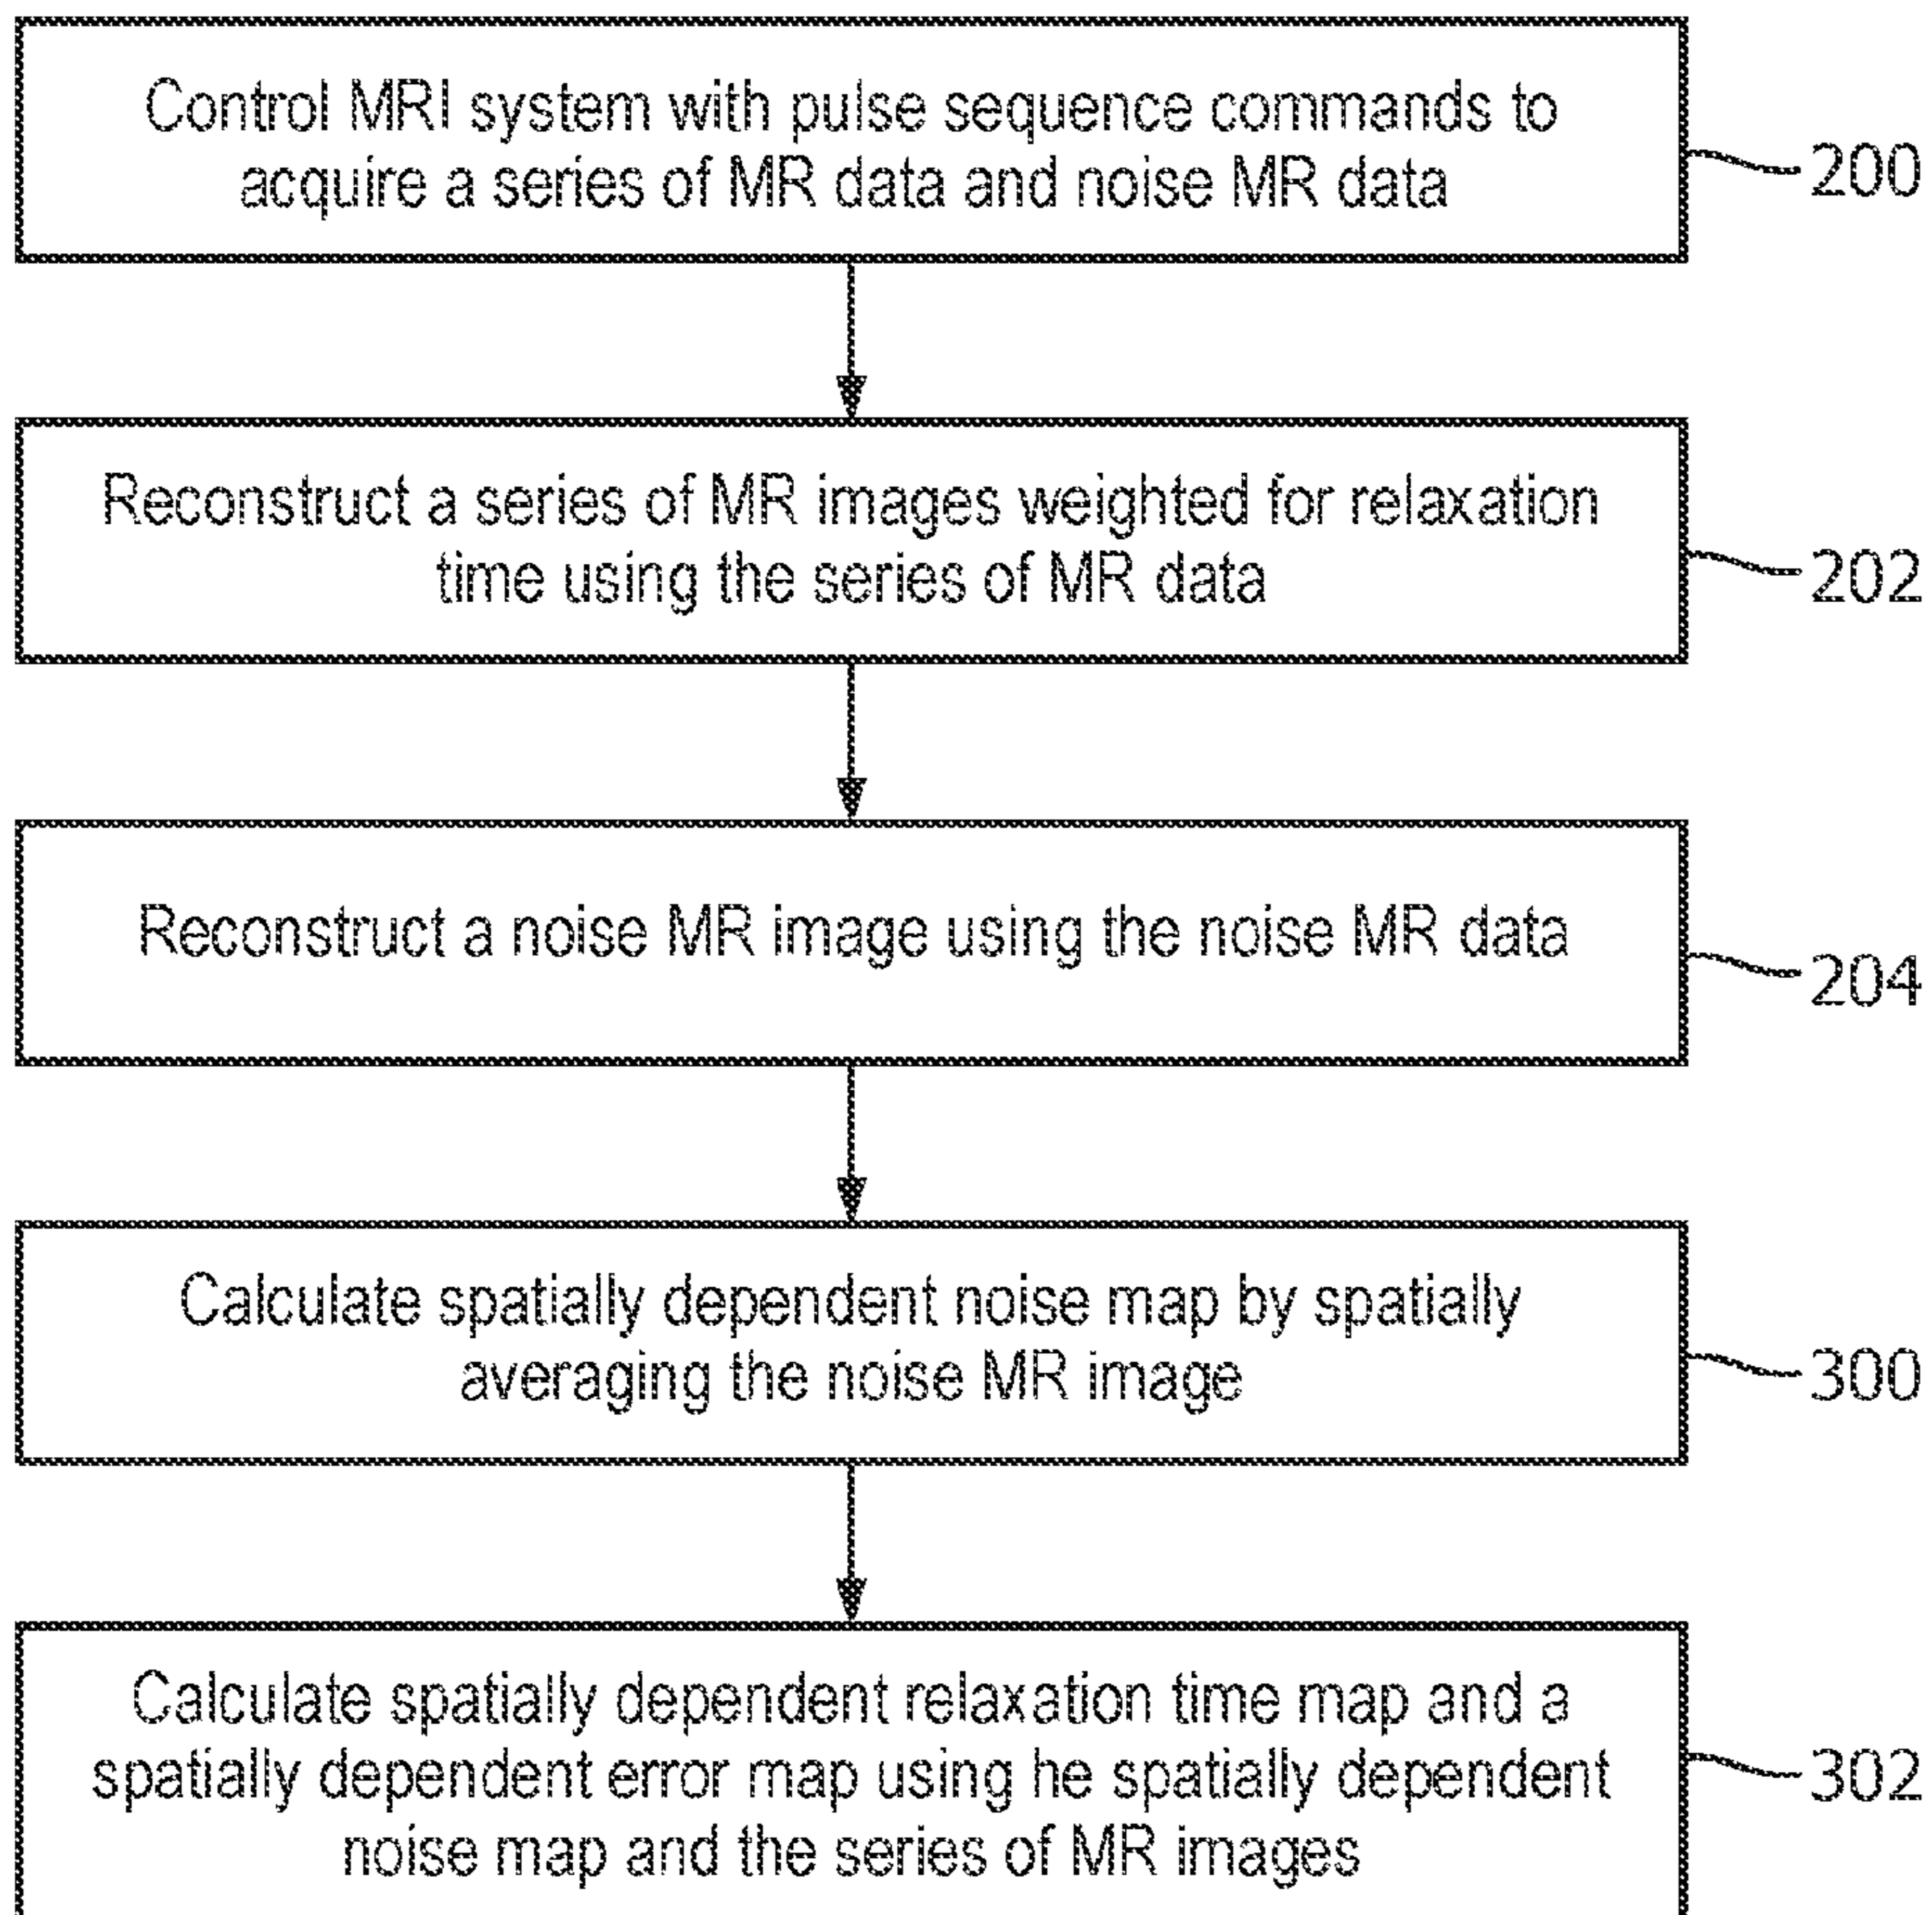 Control MRI system with pulse sequence commands to
acquire a series of MR data and noise MR data
200
Reconstruct a series of MR images weighted for relaxation
time using the series of MR data
202
Reconstruct a noise MR image using the noise MR data
204
Calculate spatially dependent noise map by spatially
averaging the noise MR image
300
Calculate spatially dependent relaxation time map and a
spatially dependent error map using he spatially dependent
noise map and the series of MR images
302